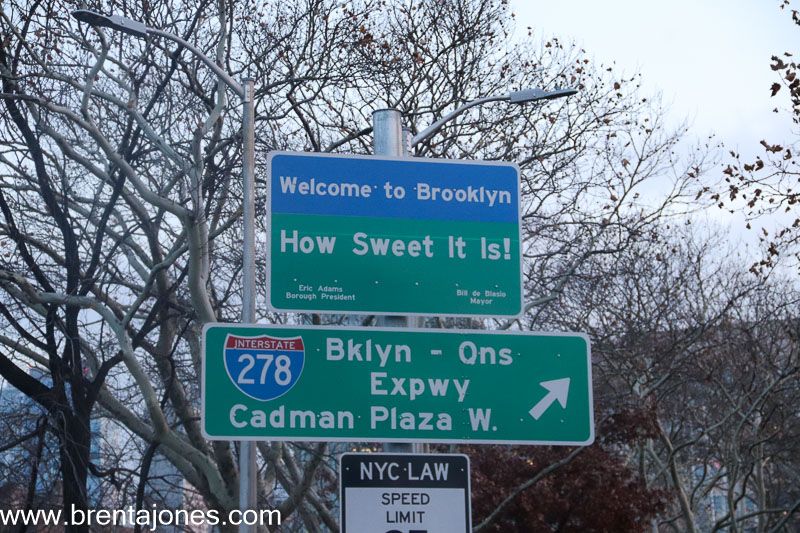 Welcome to Brooklyn
How Sweet It Is!
Eric Adams
Borough President
Bill de Blasio
Mayor
INTERSTATE
278
Bklyn - Qns
Expwy
Cadman Plaza W.
NYC LAW
SPEED
LIMIT
www.brentajones.com